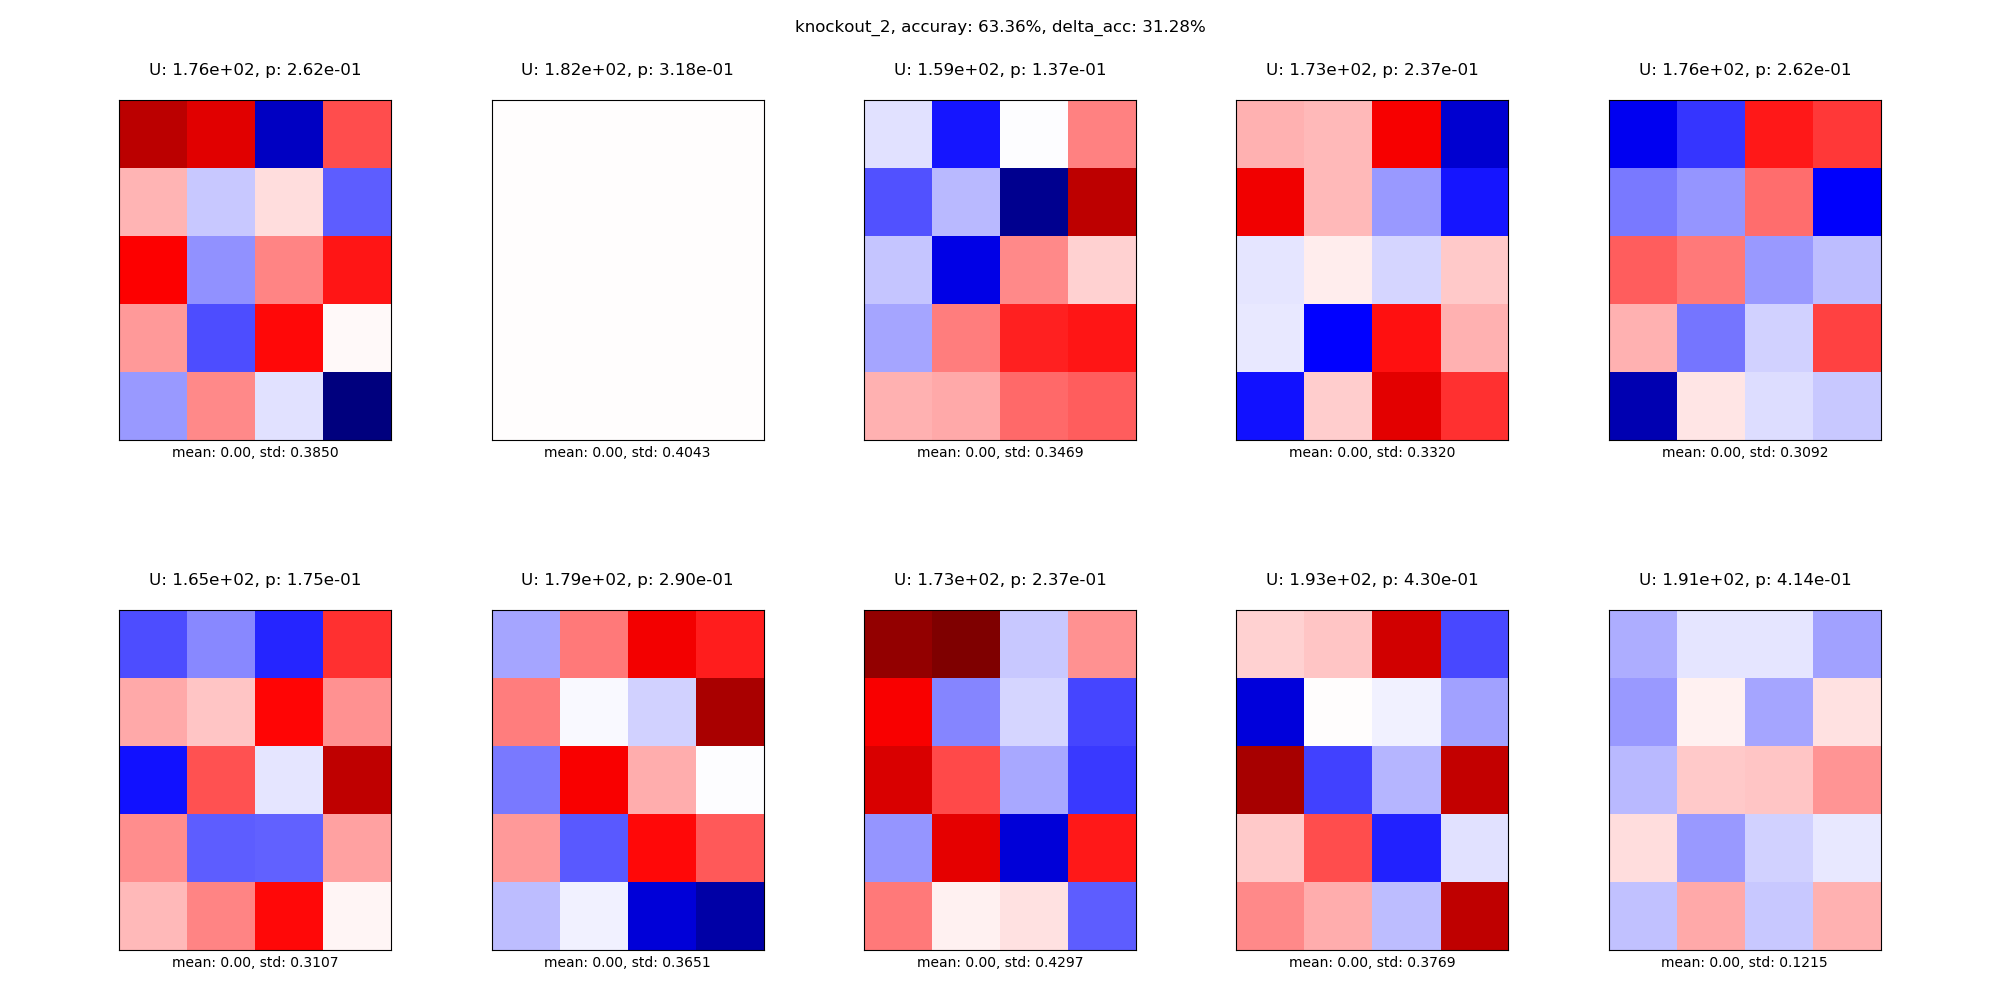 knockout_2, accuray: 63.36%, delta_acc: 31.28%
U: 1.76e+02, p: 2.62e-01
U: 1.82e+02, p: 3.18e-01
U: 1.59e+02, p: 1.37e-01
U: 1.73e+02, p: 2.37e-01
U: 1.76e+02, p: 2.62e-01
mean: 0.00, std: 0.3850
mean: 0.00, std: 0.4043
mean: 0.00, std: 0.3469
mean: 0.00, std: 0.3320
mean: 0.00, std: 0.3092
U: 1.65e+02, p: 1.75e-01
U: 1.79e+02, p: 2.90e-01
U: 1.73e+02, p: 2.37e-01
U: 1.93e+02, p: 4.30e-01
U: 1.91e+02, p: 4.14e-01
mean: 0.00, std: 0.3107
mean: 0.00, std: 0.3651
mean: 0.00, std: 0.4297
mean: 0.00, std: 0.3769
mean: 0.00, std: 0.1215